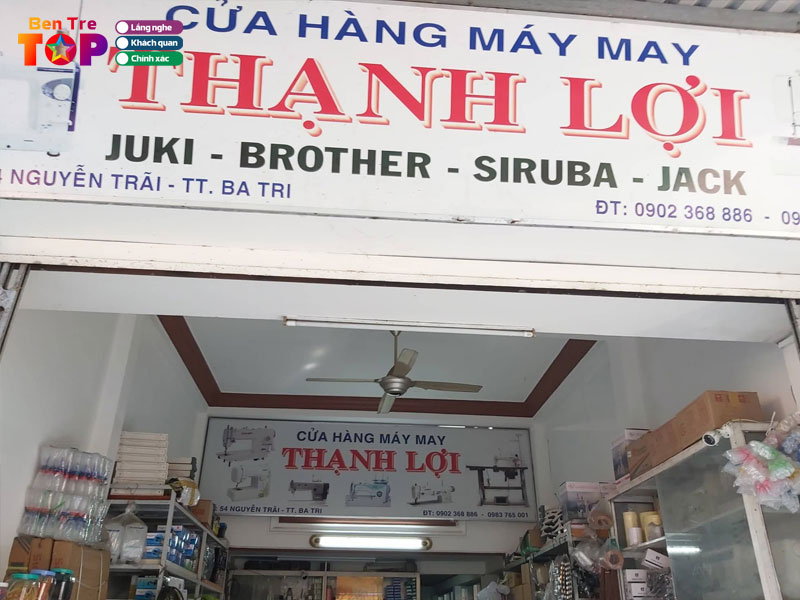 Ben Tre
TOP
Lắng nghe
Khách quan
Chính xác
CỬA HÀNG MÁY MAY
THẠNH LỢI
JUKI - BROTHER - SIRUBA - JACK
4 NGUYỄN TRÃI - TT. BA TRI
ĐT: 0902 368 886 - 09
CỬA HÀNG MÁY MAY
THẠNH LỢI
54 NGUYỄN TRÃI - TT. BA TRI
ĐT: 0902 368 886 - 0983 765 001